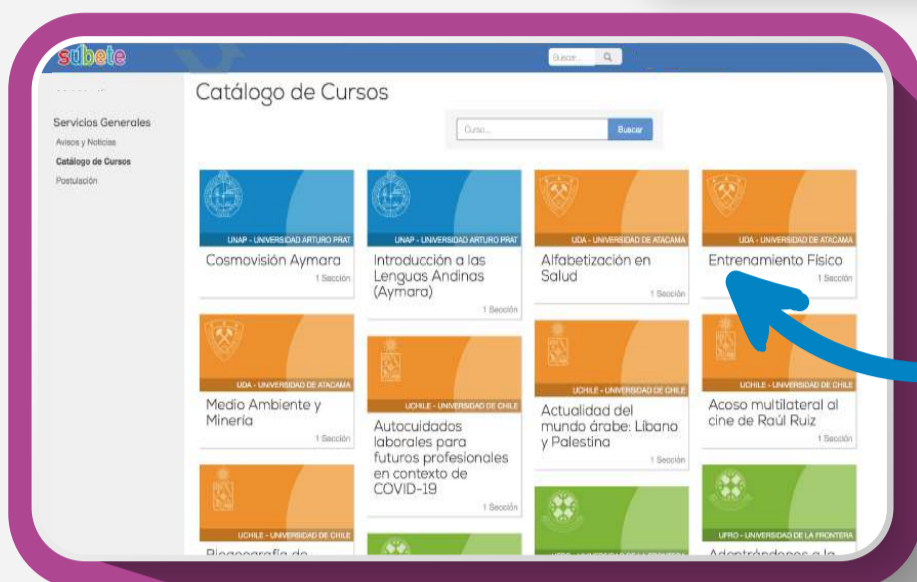 súbete
Buscar...
Catálogo de Cursos
Servicios Generales
Avisos y Noticias
Catálogo de Cursos
Postulación
Curso...
Buscar
UNAP - UNIVERSIDAD ARTURO PRAT
Cosmovisión Aymara
1 Sección
UNAP - UNIVERSIDAD ARTURO PRAT
Introducción a las
Lenguas Andinas
(Aymara)
1 Sección
UDA - UNIVERSIDAD DE ATACAMA
Alfabetización en
Salud
1 Sección
UDA - UNIVERSIDAD DE ATACAMA
Entrenamiento Físico
1 Sección
UDA - UNIVERSIDAD DE ATACAMA
Medio Ambiente y
Minería
1 Sección
UCHILE - UNIVERSIDAD DE CHILE
Autocuidados
laborales para
futuros profesionales
en contexto de
COVID-19
1 Sección
UCHILE - UNIVERSIDAD DE CHILE
Actualidad del
mundo árabe: Líbano
y Palestina
1 Sección
UCHILE - UNIVERSIDAD DE CHILE
Acoso multilateral al
cine de Raúl Ruiz
1 Sección
UCHILE - UNIVERSIDAD DE CHILE
UFRO - UNIVERSIDAD DE LA FRONTERA
UFRO - UNIVERSIDAD DE LA FRONTERA